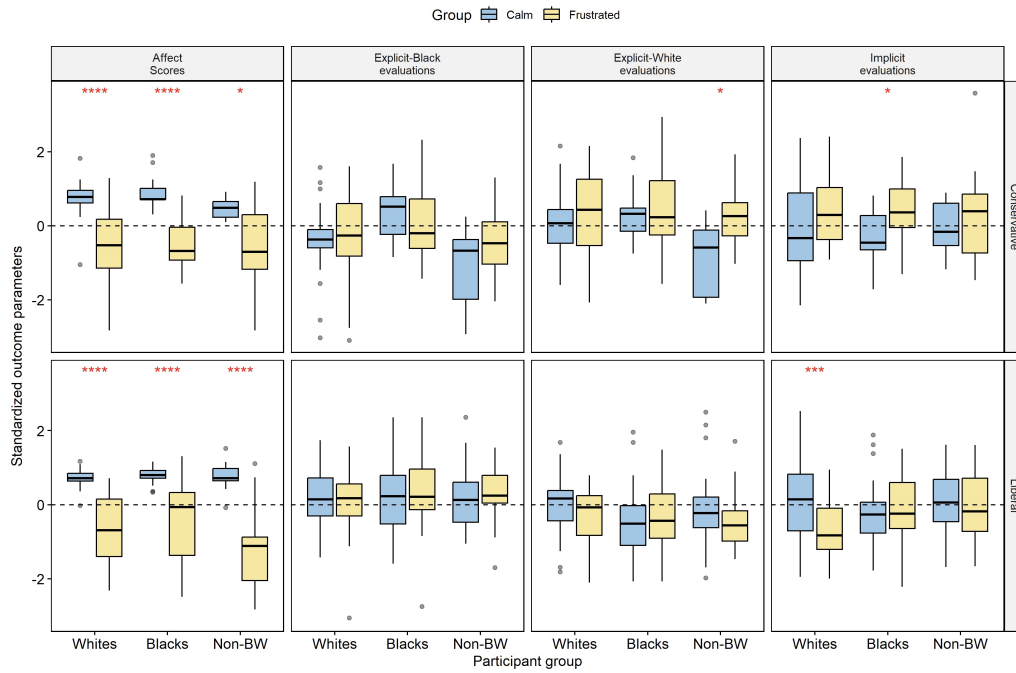 Group Calm Frustrated
Affect
Scores
Explicit-Black
evaluations
Explicit-White
evaluations
Implicit
evaluations
**** **** * * *
2
0
-2
Conservative
**** **** **** ***
2
0
-2
Liberal
Standardized outcome parameters
Whites Blacks Non-BW Whites Blacks Non-BW Whites Blacks Non-BW Whites Blacks Non-BW
Participant group